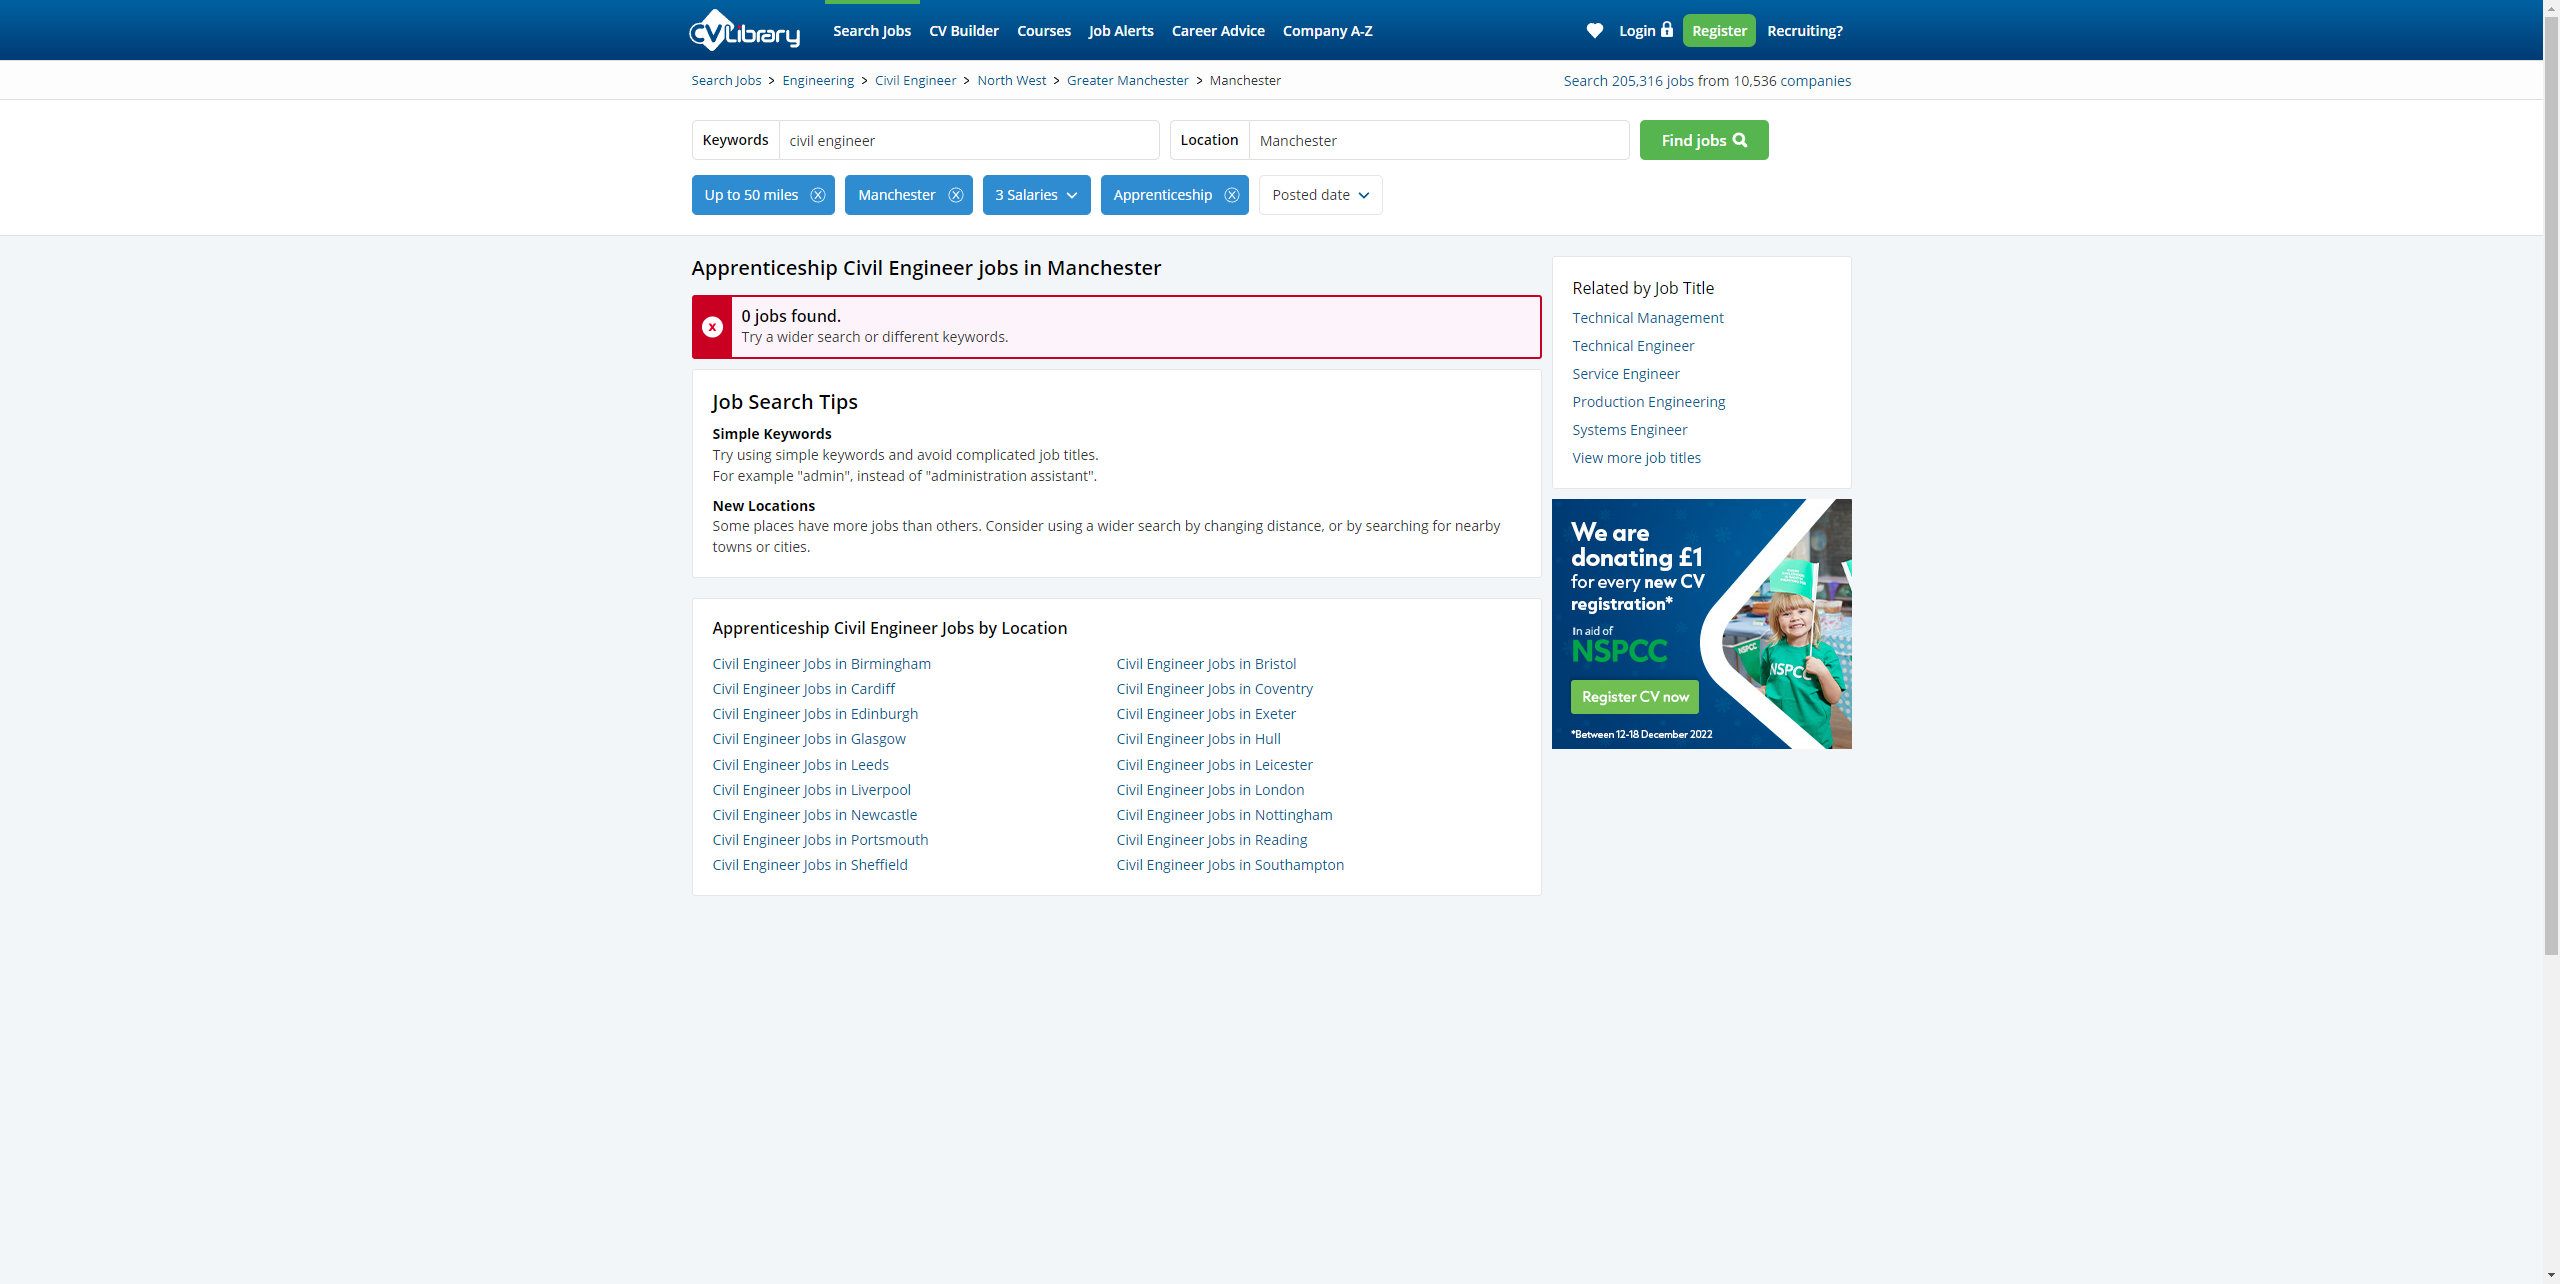 CV Library
Search Jobs CV Builder Courses Job Alerts Career Advice Company A-Z Login Register Recruiting?
Search Jobs > Engineering > Civil Engineer > North West > Greater Manchester > Manchester
Search 205,316 jobs from 10,536 companies
Keywords civil engineer Location Manchester Find jobs
Up to 50 miles Manchester 3 Salaries Apprenticeship Posted date
Apprenticeship Civil Engineer jobs in Manchester
0 jobs found.
Try a wider search or different keywords.
Job Search Tips
Simple Keywords
Try using simple keywords and avoid complicated job titles.
For example "admin", instead of "administration assistant".
New Locations
Some places have more jobs than others. Consider using a wider search by changing distance, or by searching for nearby
towns or cities.
Apprenticeship Civil Engineer Jobs by Location
Civil Engineer Jobs in Birmingham
Civil Engineer Jobs in Bristol
Civil Engineer Jobs in Cardiff
Civil Engineer Jobs in Coventry
Civil Engineer Jobs in Edinburgh
Civil Engineer Jobs in Exeter
Civil Engineer Jobs in Glasgow
Civil Engineer Jobs in Hull
Civil Engineer Jobs in Leeds
Civil Engineer Jobs in Leicester
Civil Engineer Jobs in Liverpool
Civil Engineer Jobs in London
Civil Engineer Jobs in Newcastle
Civil Engineer Jobs in Nottingham
Civil Engineer Jobs in Portsmouth
Civil Engineer Jobs in Reading
Civil Engineer Jobs in Sheffield
Civil Engineer Jobs in Southampton
Related by Job Title
Technical Management
Technical Engineer
Service Engineer
Production Engineering
Systems Engineer
View more job titles
We are
donating £1
for every new CV
registration*
In aid of
NSPCC
Register CV now
*Between 12-18 December 2022
NSPCC
NSPCC